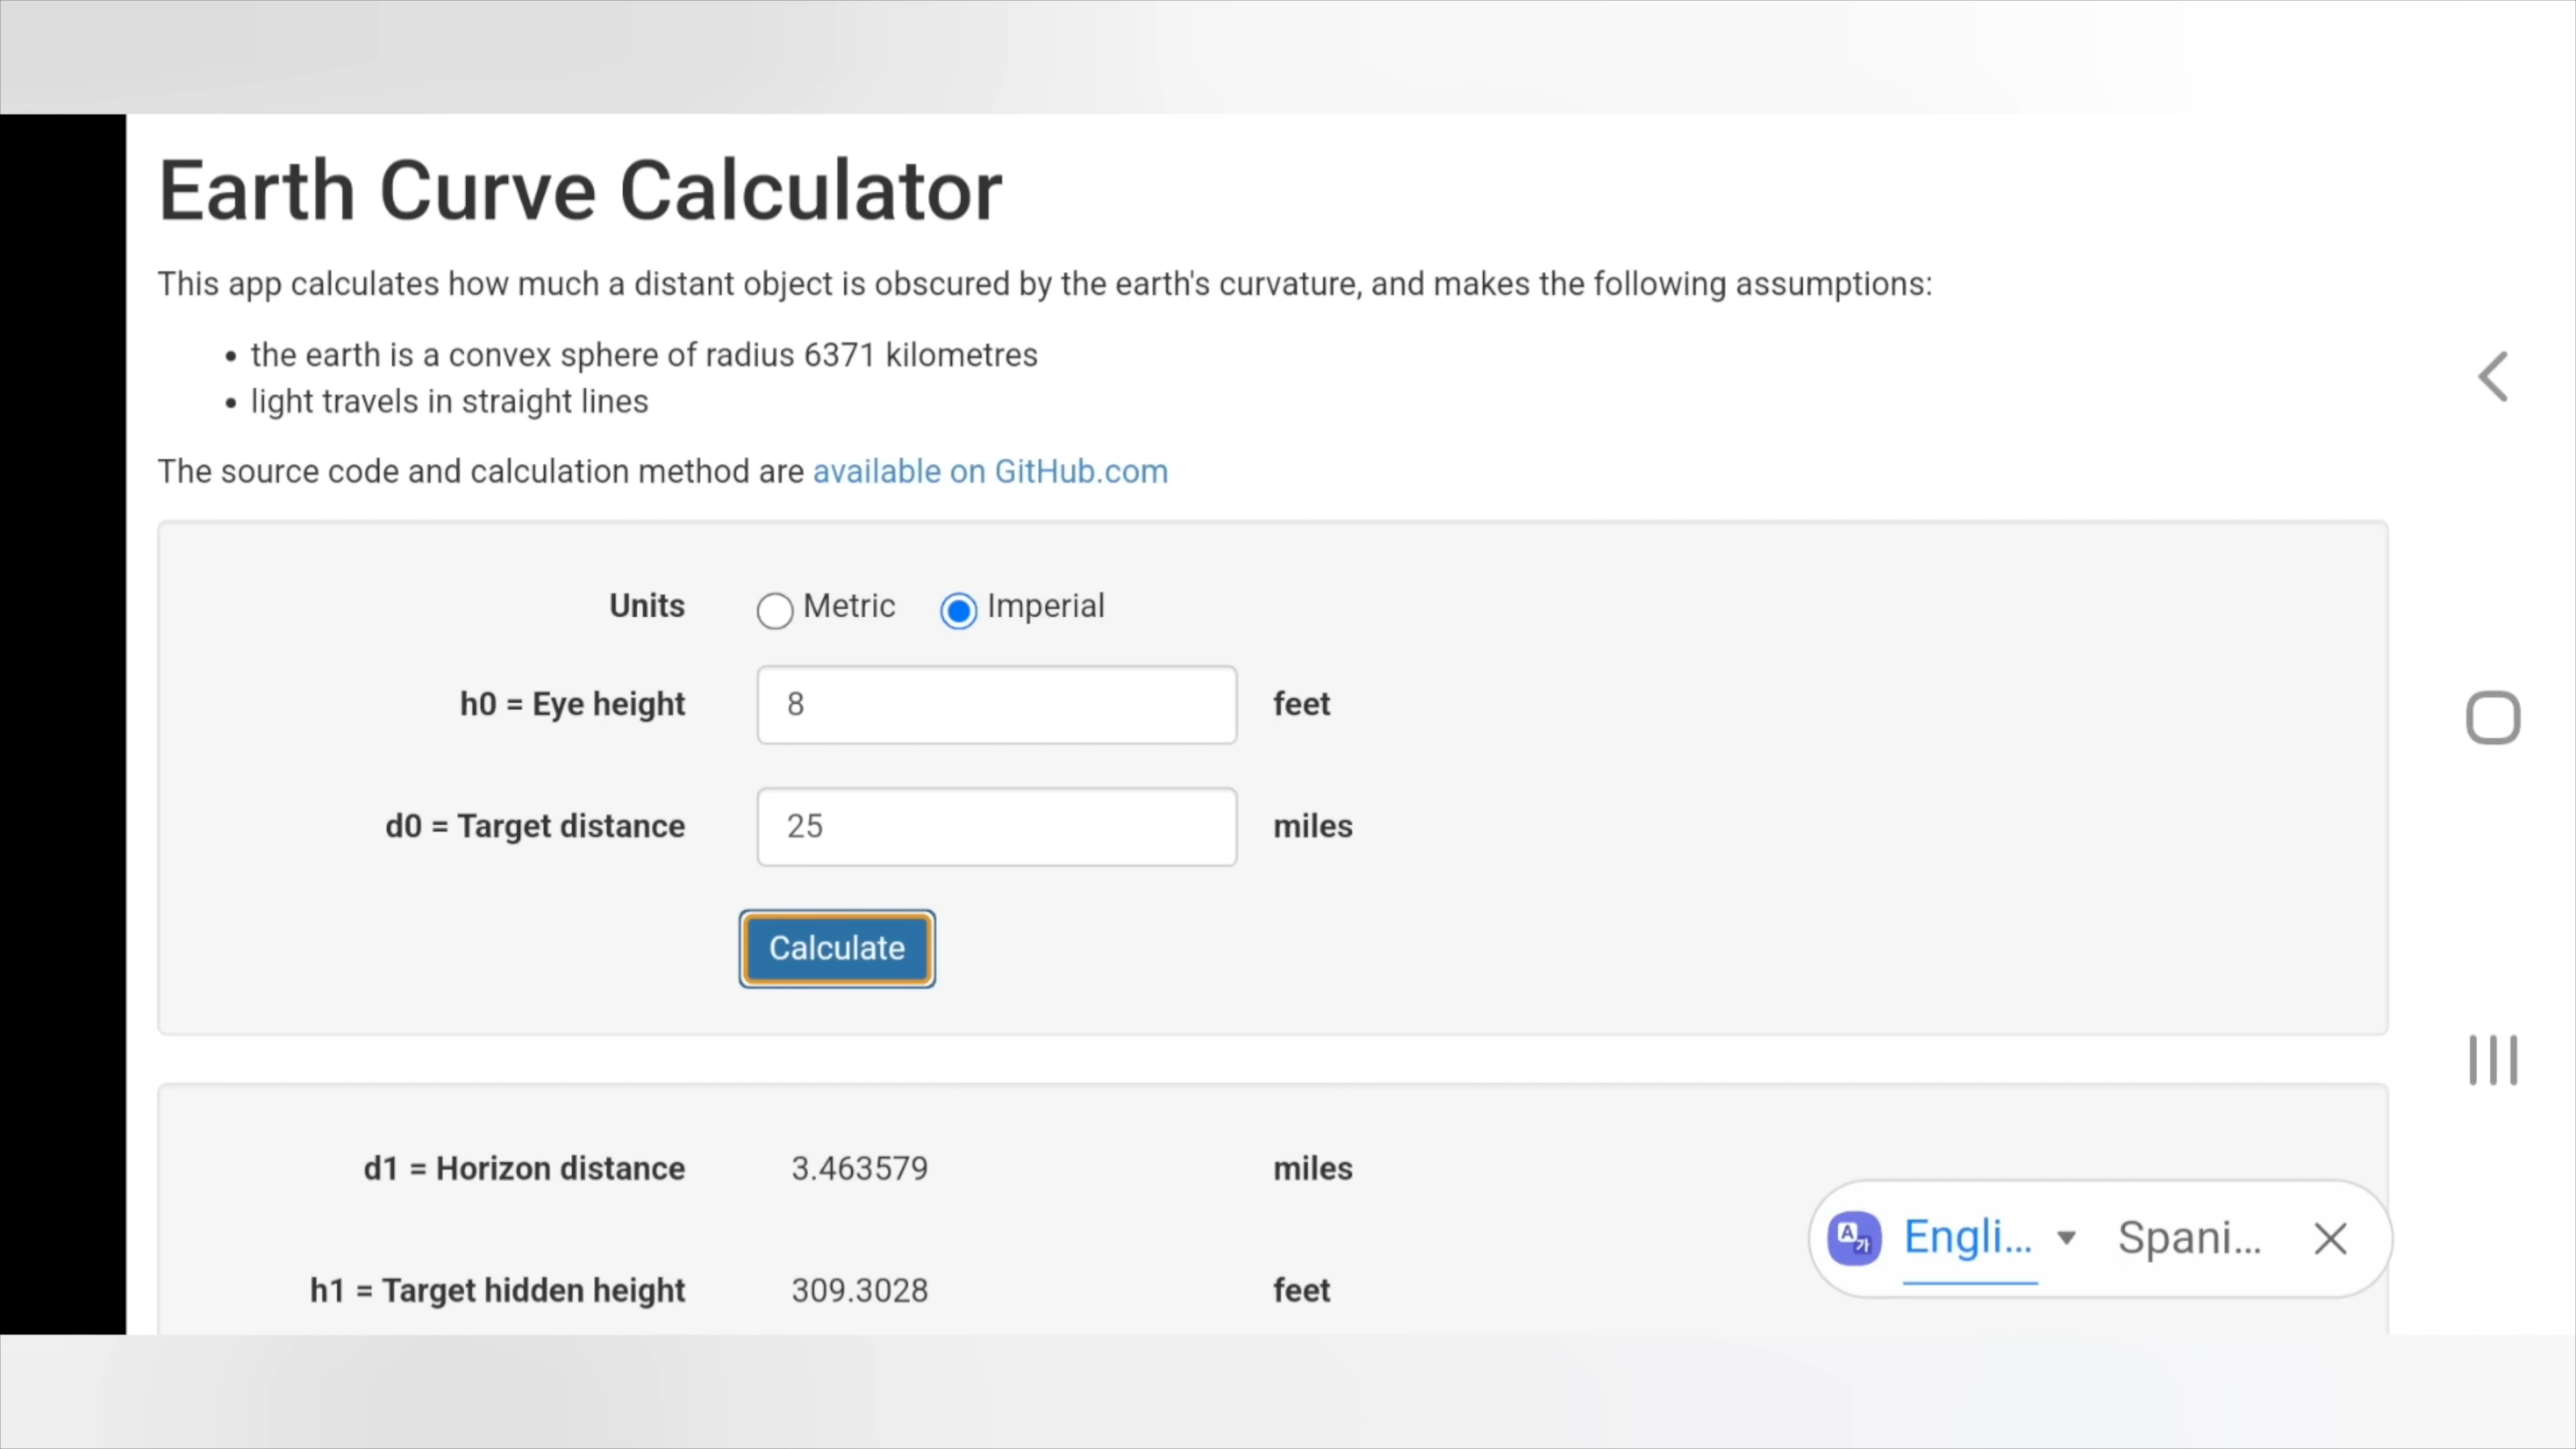 Earth Curve Calculator
This app calculates how much a distant object is obscured by the earth's curvature, and makes the following assumptions:
• the earth is a convex sphere of radius 6371 kilometres
• light travels in straight lines
The source code and calculation method are available on GitHub.com
Units Metric Imperial
h0 = Eye height 8 feet
d0 = Target distance 25 miles
Calculate
d1 = Horizon distance 3.463579 miles
Engli... Spani...
h1 = Target hidden height 309.3028 feet